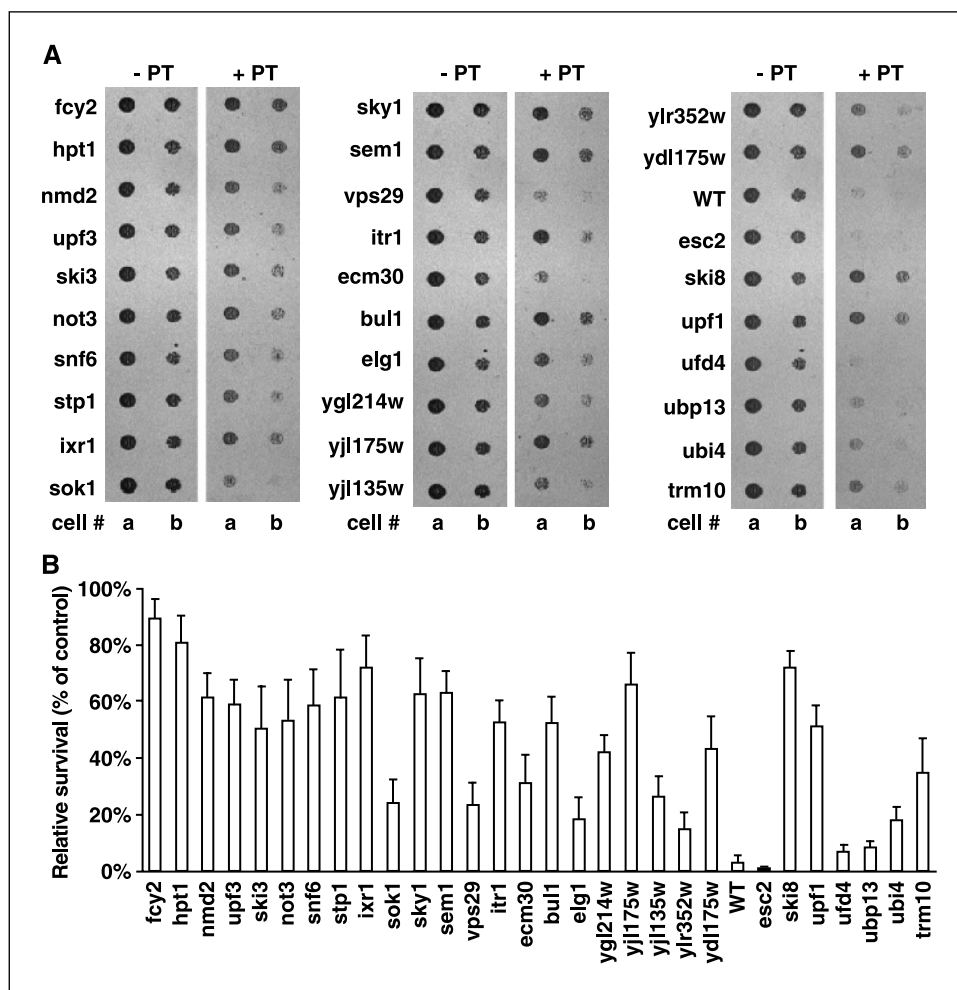 A
- PT + PT - PT + PT - PT + PT
fcy2 sky1 ylr352w
hpt1 sem1 ydl175w
nmd2 vps29 WT
upf3 itr1 esc2
ski3 ecm30 ski8
not3 bul1 upf1
snf6 elg1 ufd4
stp1 ygl214w ubp13
ixr1 yjl175w ubi4
sok1 yjl135w trm10
cell # a b a b cell # a b a b cell # a b a b
B
Relative survival (% of control)
100%
80%
60%
40%
20%
0%
fcy2
hpt1
nmd2
upf3
ski3
not3
snf6
stp1
ixr1
sok1
sky1
sem1
vps29
itr1
ecm30
bul1
elg1
ygl214w
yjl175w
yjl135w
ylr352w
ydl175w
WT
esc2
ski8
upf1
ufd4
ubp13
ubi4
trm10